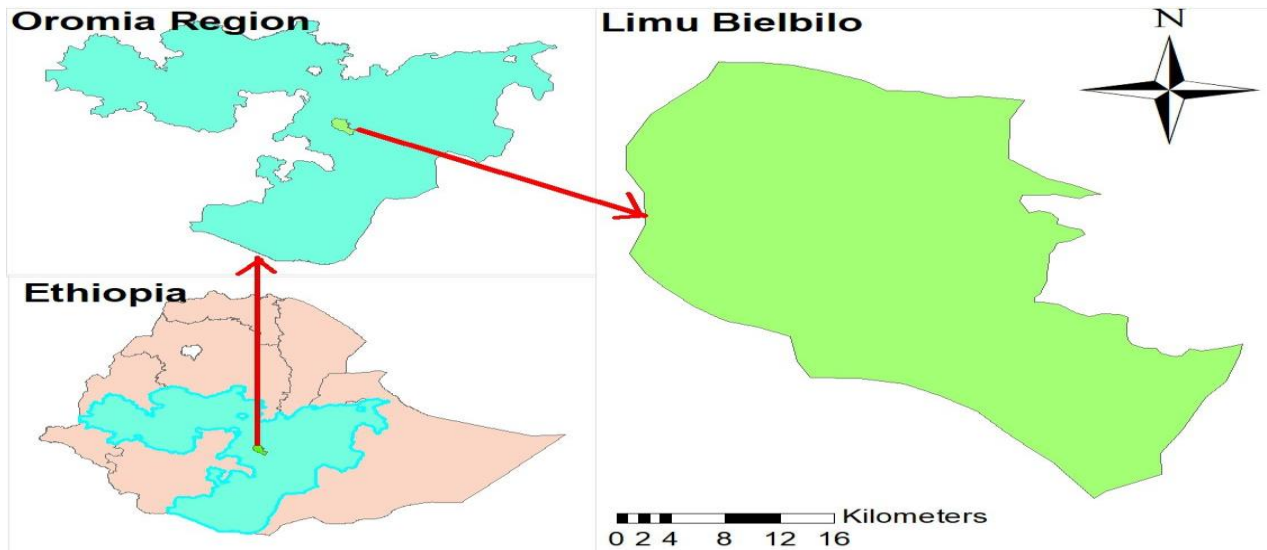 Oromia Region
Limu Bielbilo
N
Ethiopia
Kilometers
0 2 4 8 12 16